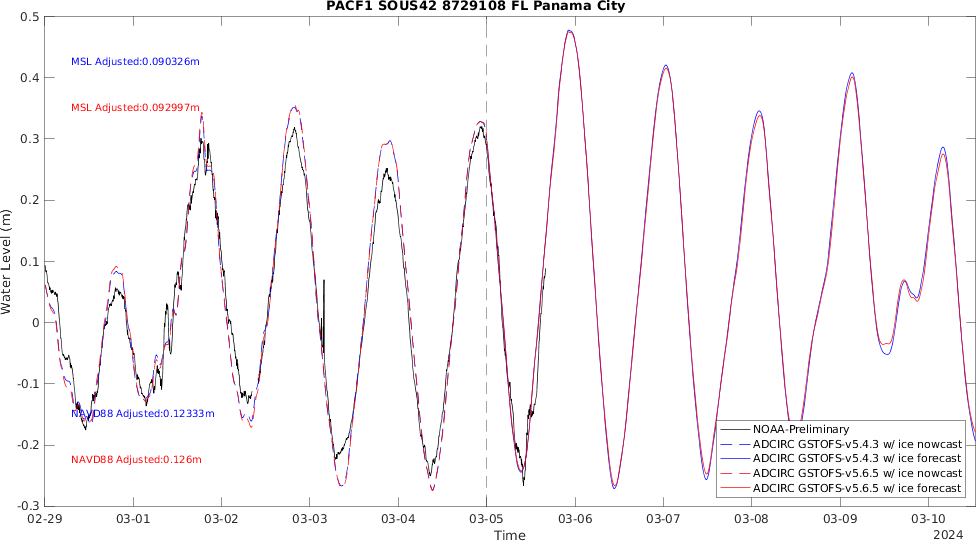 PACF1 SOUS42 8729108 FL Panama City
0.5
0.4
0.3
0.2
0.1
0
-0.1
-0.2
-0.3
Water Level (m)
MSL Adjusted:0.090326m
MSL Adjusted:0.092997m
NAVD88 Adjusted:0.12333m
NAVD88 Adjusted:0.126m
NOAA-Preliminary
ADCIRC GSTOFS-v5.4.3 w/ ice nowcast
ADCIRC GSTOFS-v5.4.3 w/ ice forecast
ADCIRC GSTOFS-v5.6.5 w/ ice nowcast
ADCIRC GSTOFS-v5.6.5 w/ ice forecast
02-29 03-01 03-02 03-03 03-04 03-05 03-06 03-07 03-08 03-09 03-10
Time
2024